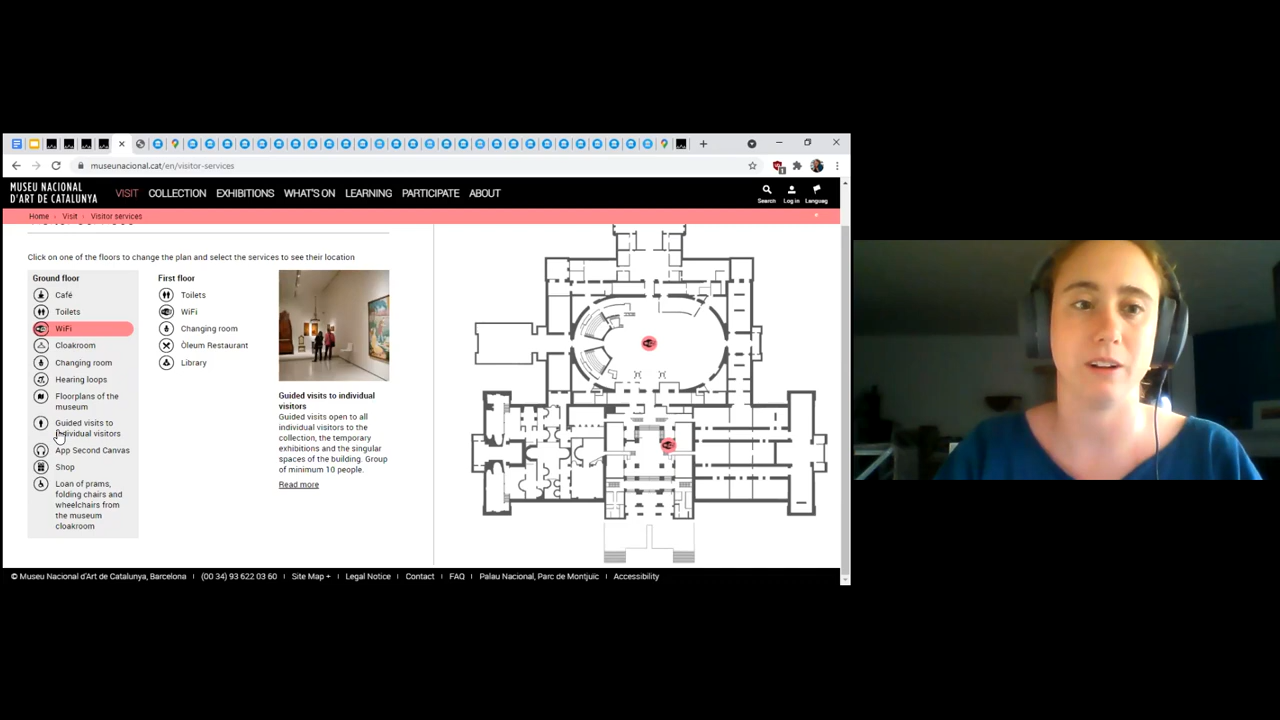 museunacional.cat/en/visitor-services
MUSEU NACIONAL
D'ART DE CATALUNYA
VISIT COLLECTION EXHIBITIONS WHAT'S ON LEARNING PARTICIPATE ABOUT
Search Log in Languag
Home Visit Visitor services
Click on one of the floors to change the plan and select the services to see their location
Ground floor
Café
Toilets
WiFi
Cloakroom
Changing room
Hearing loops
Floorplans of the
museum
Guided visits to
individual visitors
App Second Canvas
Shop
Loan of prams,
folding chairs and
wheelchairs from
the museum
cloakroom
First floor
Toilets
WiFi
Changing room
Òleum Restaurant
Library
Guided visits to individual
visitors
Guided visits open to all
individual visitors to the
collection, the temporary
exhibitions and the singular
spaces of the building. Group
of minimum 10 people.
Read more
© Museu Nacional d'Art de Catalunya, Barcelona | (00 34) 93 622 03 60 | Site Map + | Legal Notice | Contact | FAQ | Palau Nacional, Parc de Montjuïc | Accessibility